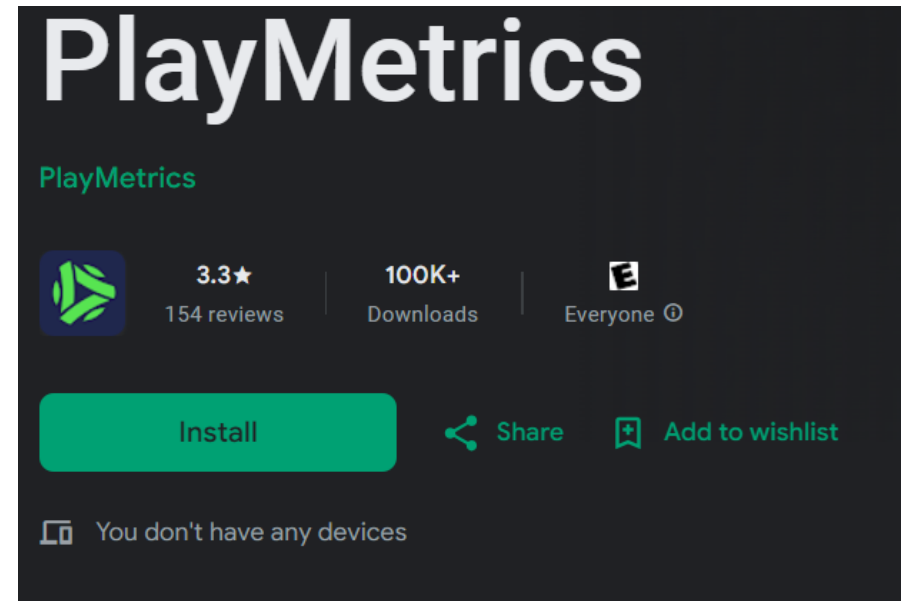 PlayMetrics
PlayMetrics
3.3★ 100K+ E
154 reviews Downloads Everyone
Install Share Add to wishlist
You don't have any devices